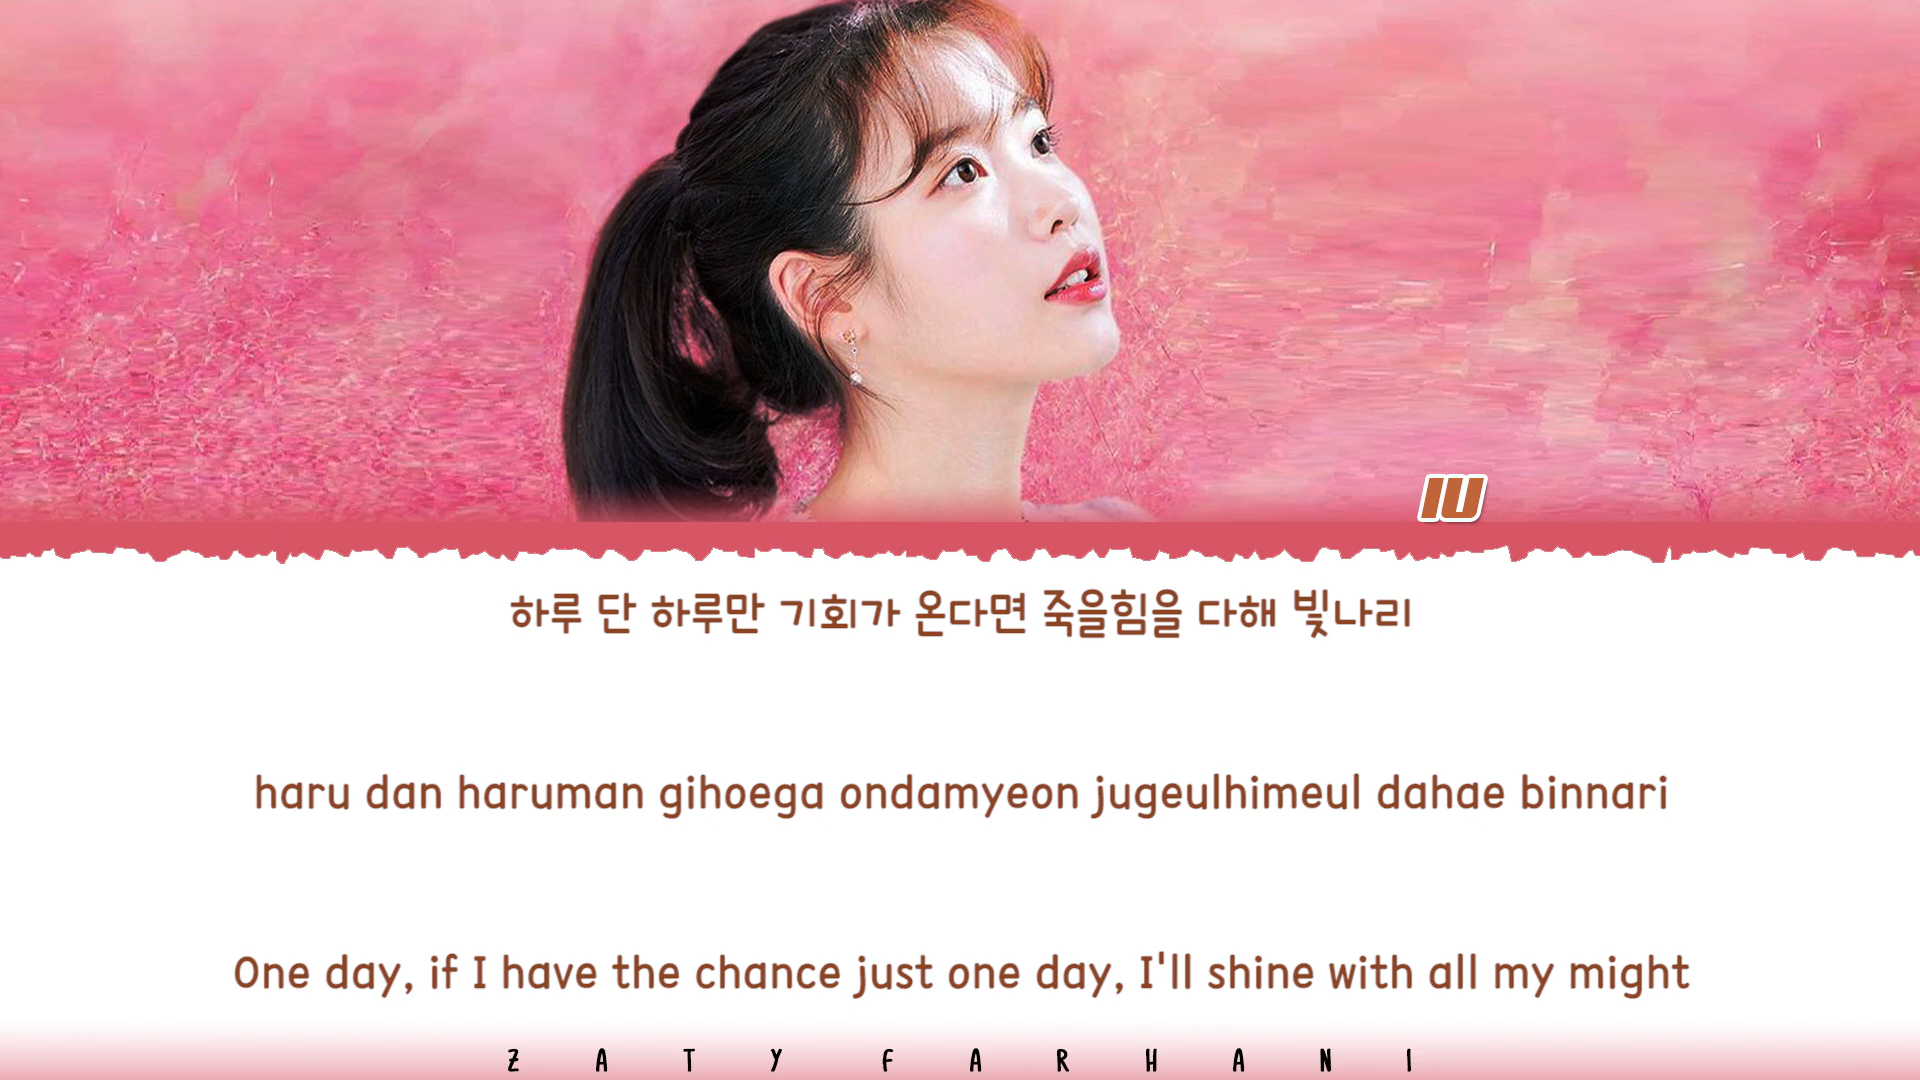 IU
하루 단 하루만 기회가 온다면 죽을힘을 다해 빛나리
haru dan haruman gihoega ondamyeon jugeulhimeul dahae binnari
One day, if I have the chance just one day, I'll shine with all my might
ZATY FARHANI